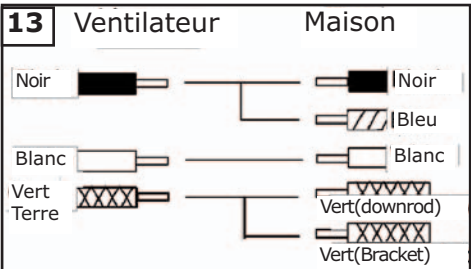 13 Ventilateur Maison
Noir Noir
Bleu
Blanc Blanc
Vert
Terre
Vert(downrod)
Vert(Bracket)